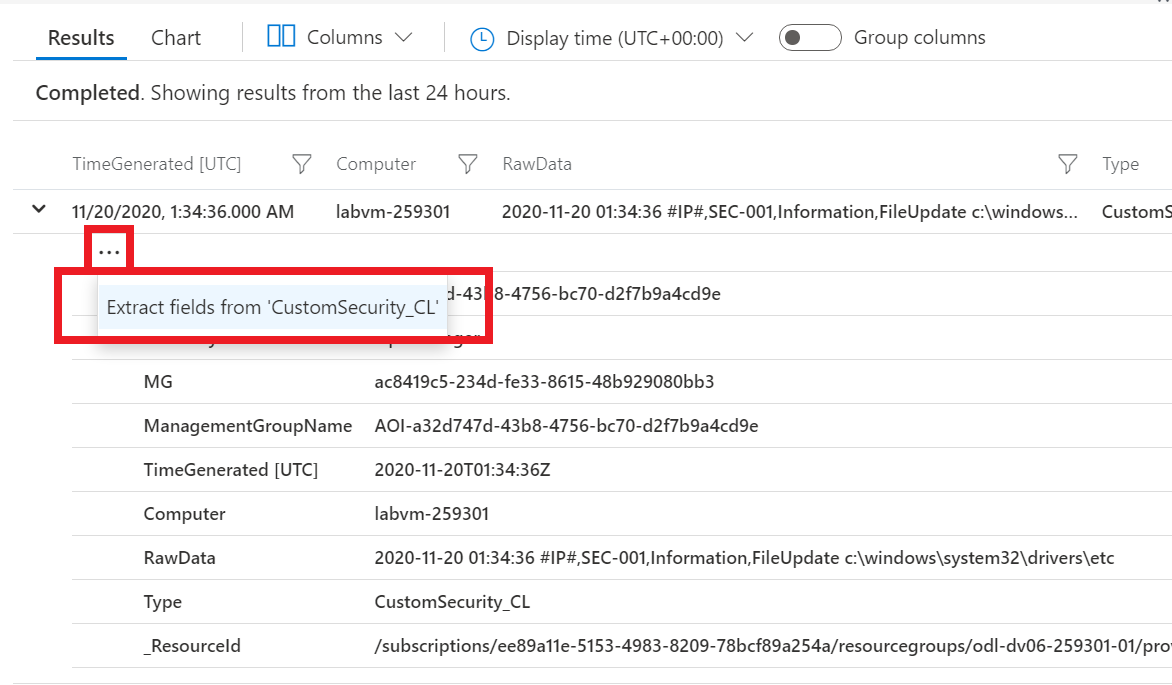 Results Chart Columns Display time (UTC+00:00) Group columns
Completed. Showing results from the last 24 hours.
TimeGenerated [UTC] Computer RawData Type
11/20/2020, 1:34:36.000 AM labvm-259301 2020-11-20 01:34:36 #IP#,SEC-001,Information,FileUpdate c:\windows... CustomS
...
d-43b8-4756-bc70-d2f7b9a4cd9e
Extract fields from 'CustomSecurity_CL'
MG ac8419c5-234d-fe33-8615-48b929080bb3
ManagementGroupName AOI-a32d747d-43b8-4756-bc70-d2f7b9a4cd9e
TimeGenerated [UTC] 2020-11-20T01:34:36Z
Computer labvm-259301
RawData 2020-11-20 01:34:36 #IP#,SEC-001,Information,FileUpdate c:\windows\system32\drivers\etc
Type CustomSecurity_CL
_ResourceId /subscriptions/ee89a11e-5153-4983-8209-78bcf89a254a/resourcegroups/odl-dv06-259301-01/prov